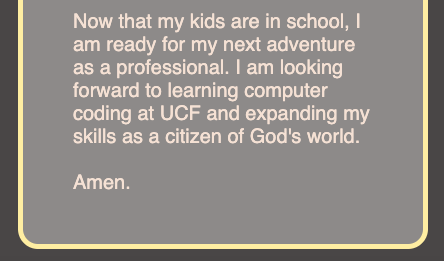 Now that my kids are in school, I
am ready for my next adventure
as a professional. I am looking
forward to learning computer
coding at UCF and expanding my
skills as a citizen of God's world.
Amen.